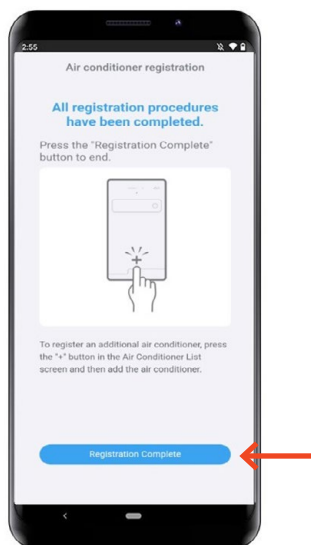 2:55
Air conditioner registration
All registration procedures
have been completed.
Press the "Registration Complete"
button to end.
To register an additional air conditioner, press
the "+" button in the Air Conditioner List
screen and then add the air conditioner.
Registration Complete